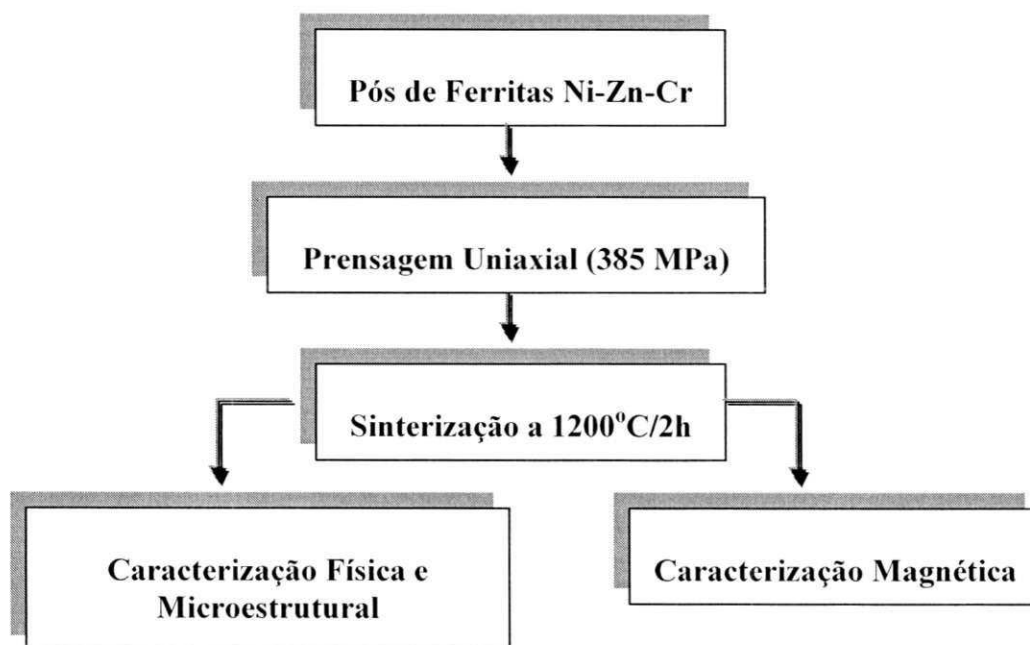 Pós de Ferritas Ni-Zn-Cr
Prensagem Uniaxial (385 MPa)
Sinterização a 1200°C/2h
Caracterização Física e
Microestrutural
Caracterização Magnética